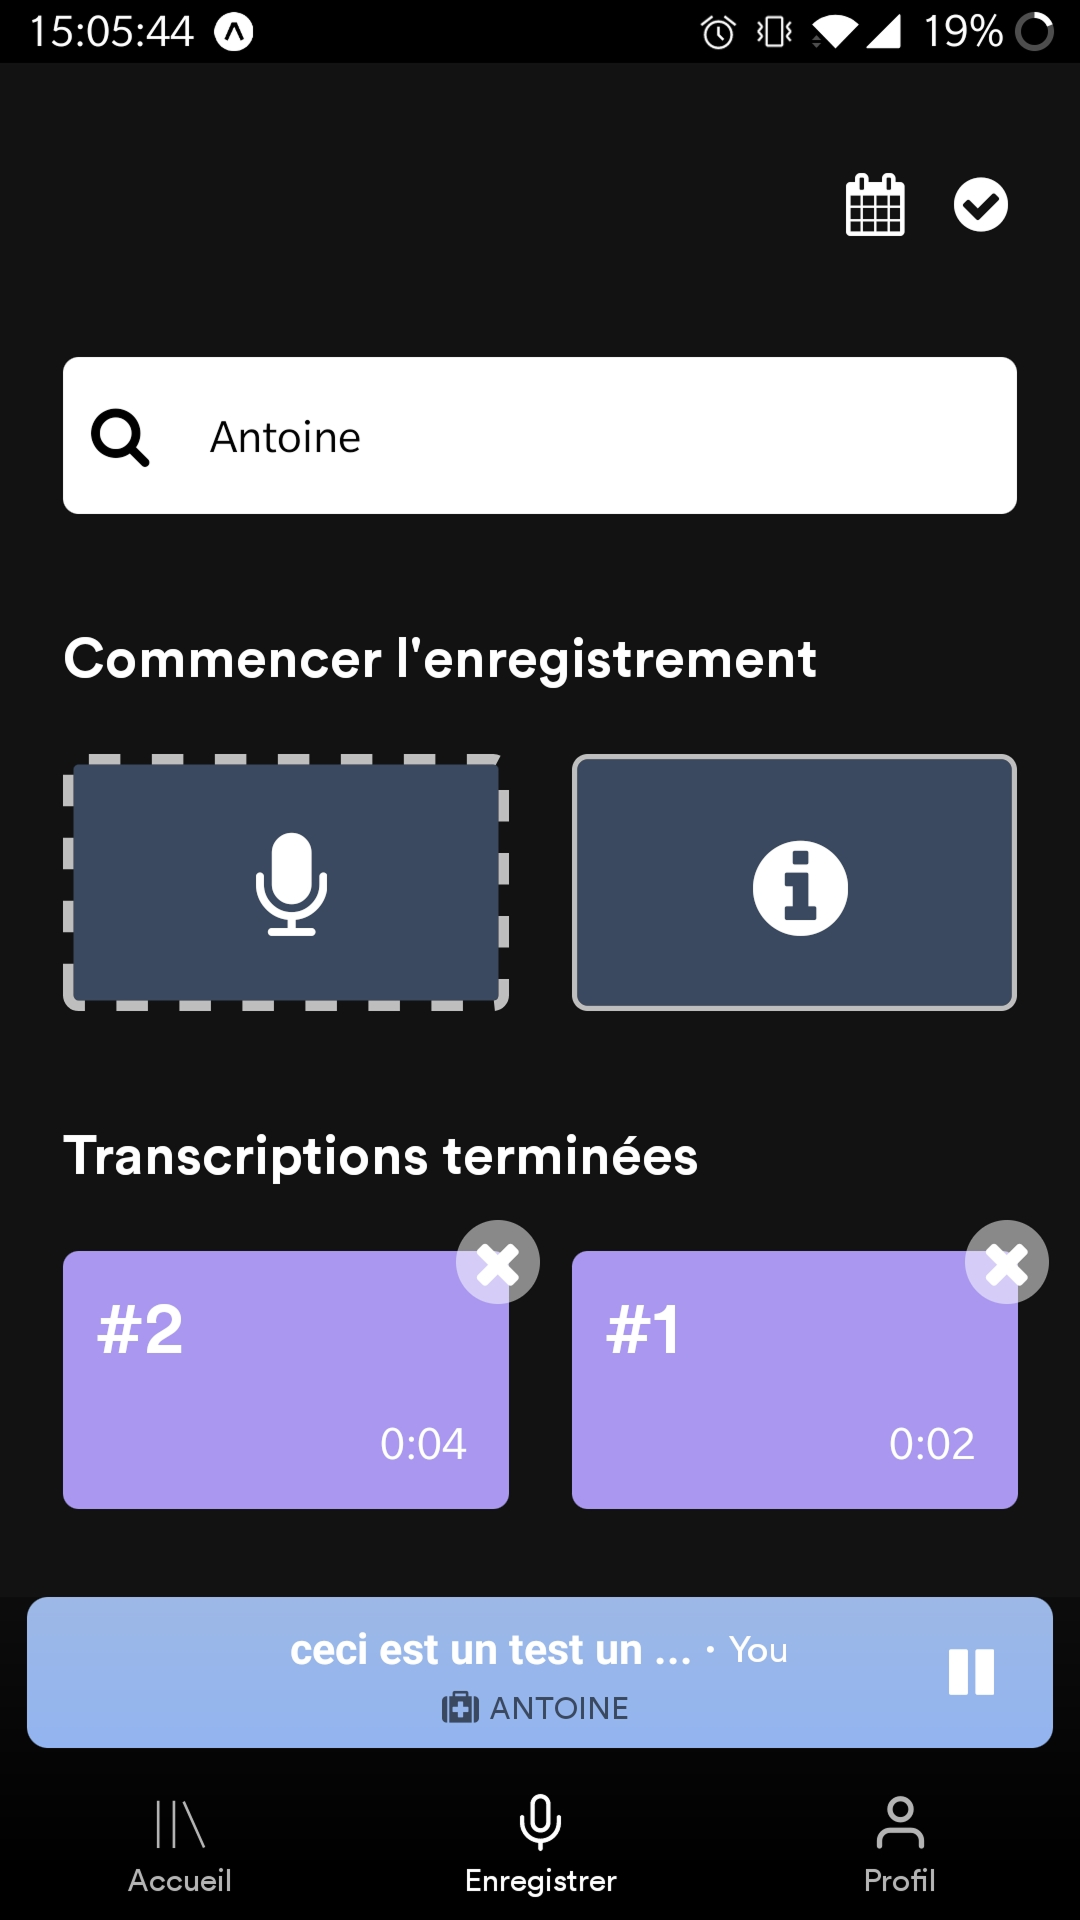 15:05:44 19%
Antoine
Commencer l'enregistrement
Transcriptions terminées
#2 #1
0:04 0:02
ceci est un test un ... · You
ANTOINE
Accueil Enregistrer Profil